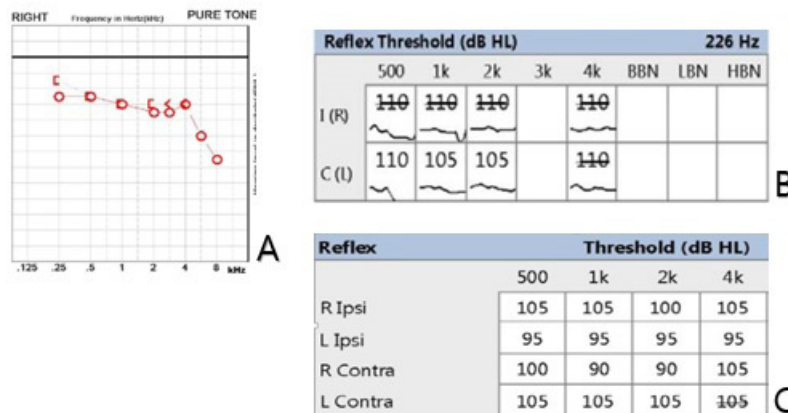 RIGHT Frequency in Hertz(kHz) PURE TONE
.125 .25 .5 1 2 4 8 kHz
A
Reflex Threshold (dB HL) 226 Hz
500 1k 2k 3k 4k BBN LBN HBN
I (R) 110 110 110 110
C (L) 110 105 105 110
B
Reflex Threshold (dB HL)
500 1k 2k 4k
R Ipsi 105 105 100 105
L Ipsi 95 95 95 95
R Contra 100 90 90 105
L Contra 105 105 105 105
C